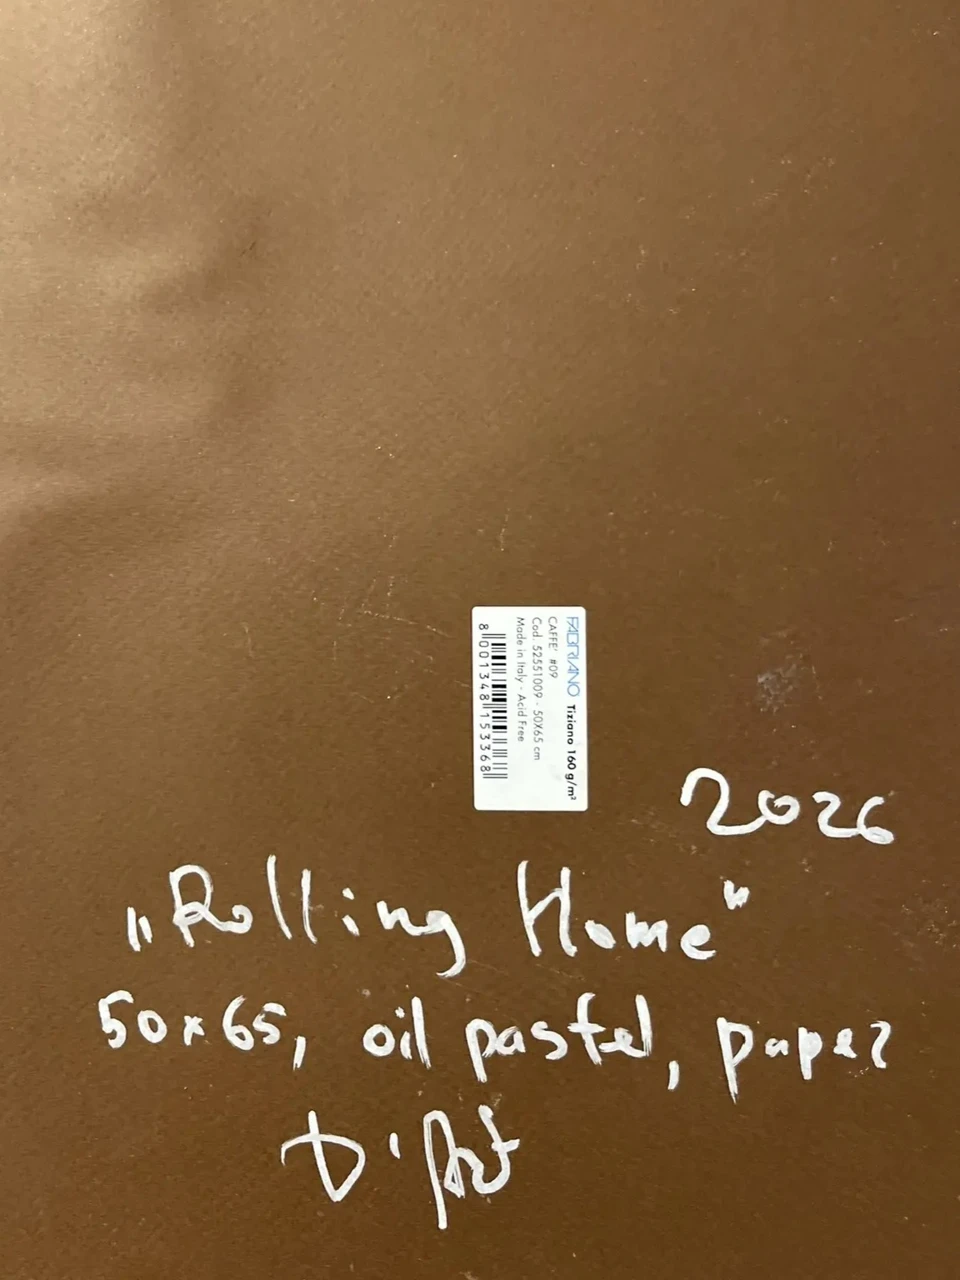 FABRIANO Tiziano 160 g/m²
CAFFE' #09
Cod. 52551009 - 50X65 cm
Made in Italy - Acid Free
8 001348 153368
2026
„Rolling Home"
50x65, oil pastel, paper
D'Art